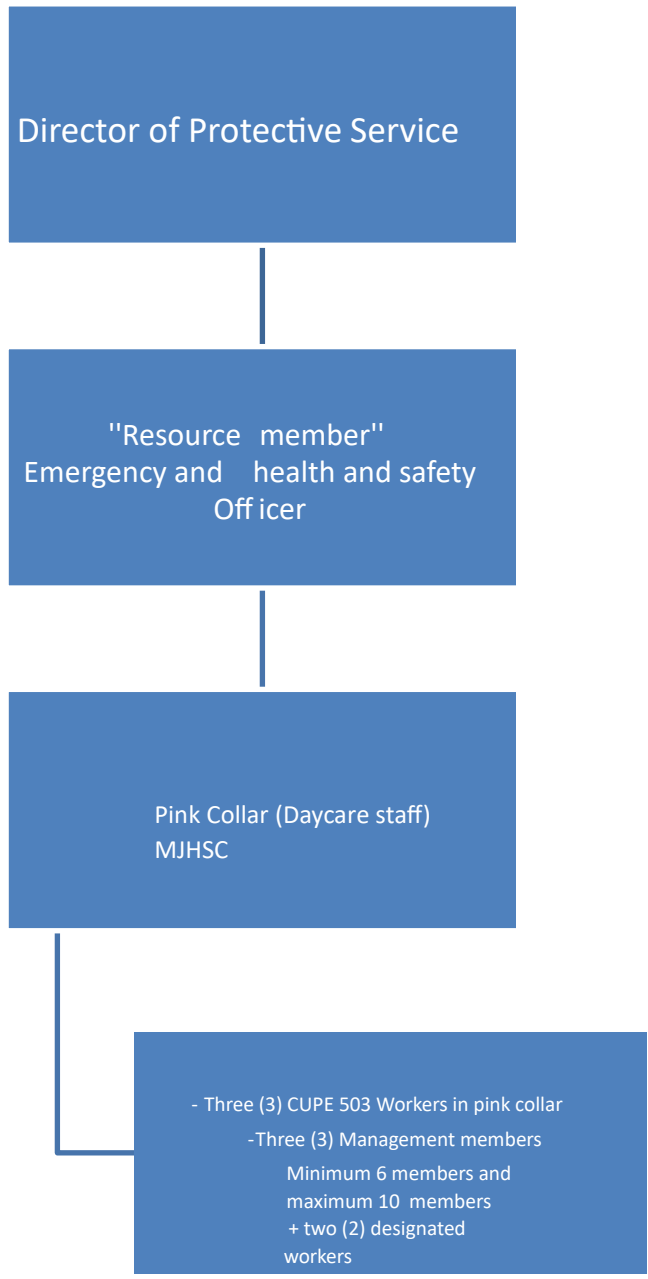 Director of Protective Service
"Resource member"
Emergency and health and safety
Officer
Pink Collar (Daycare staff)
MJHSC
- Three (3) CUPE 503 Workers in pink collar
-Three (3) Management members
Minimum 6 members and
maximum 10 members
+ two (2) designated
workers